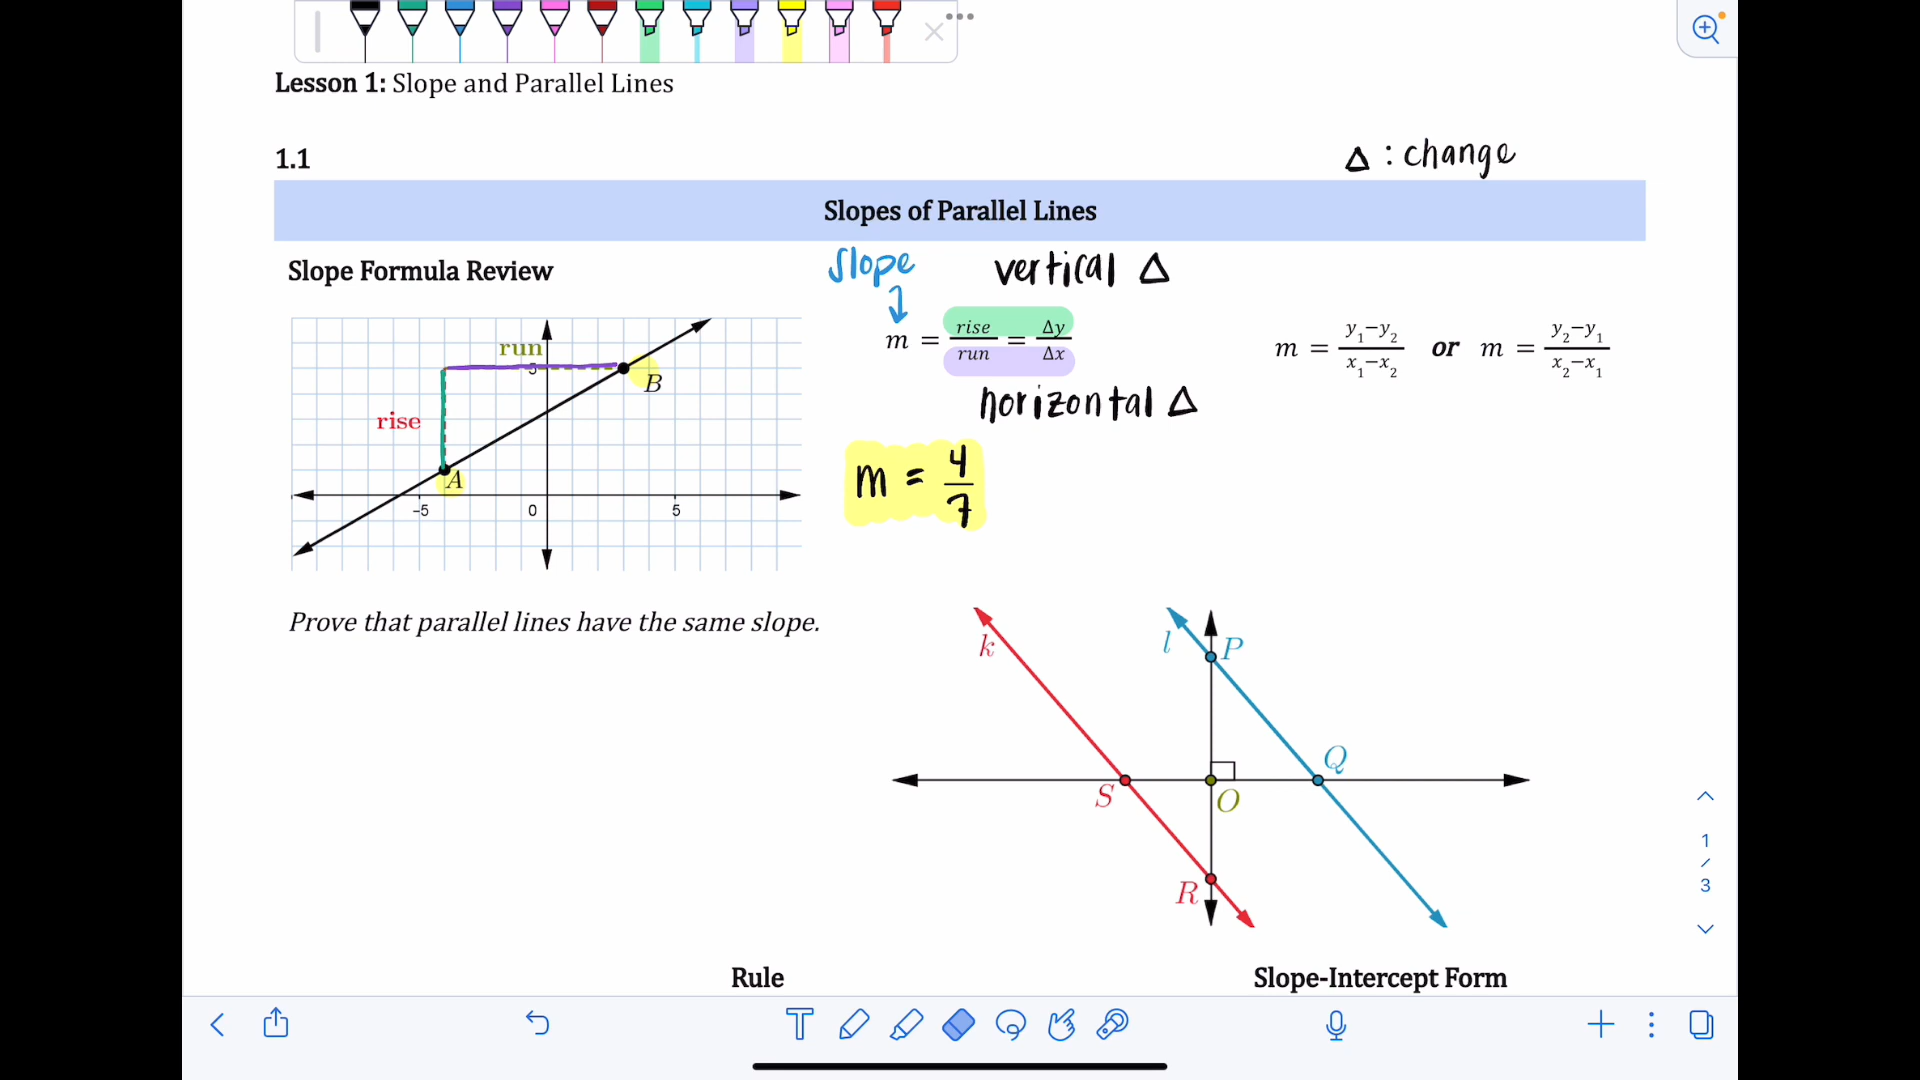 Lesson 1: Slope and Parallel Lines
1.1
Δ : change
Slopes of Parallel Lines
Slope Formula Review
slope
vertical Δ
m = rise/run = Δy/Δx
m = y₁−y₂/x₁−x₂ or m = y₂−y₁/x₂−x₁
horizontal Δ
m = 4/7
run
5
B
rise
A
−5 0 5
Prove that parallel lines have the same slope.
k
l
P
Q
S
O
R
1
/
3
Rule
Slope-Intercept Form
T